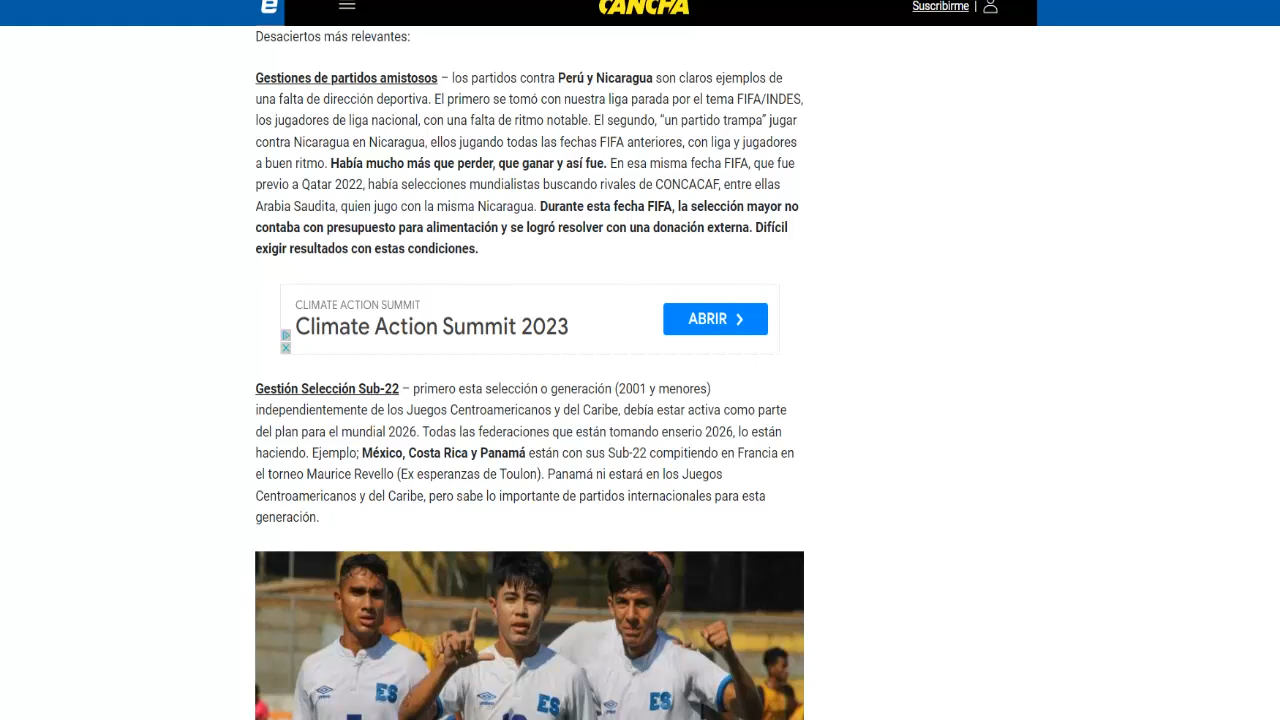 e
CANCHA
Suscribirme |
Desaciertos más relevantes:
Gestiones de partidos amistosos – los partidos contra Perú y Nicaragua son claros ejemplos de
una falta de dirección deportiva. El primero se tomó con nuestra liga parada por el tema FIFA/INDES,
los jugadores de liga nacional, con una falta de ritmo notable. El segundo, “un partido trampa” jugar
contra Nicaragua en Nicaragua, ellos jugando todas las fechas FIFA anteriores, con liga y jugadores
a buen ritmo. Había mucho más que perder, que ganar y así fue. En esa misma fecha FIFA, que fue
previo a Qatar 2022, había selecciones mundialistas buscando rivales de CONCACAF, entre ellas
Arabia Saudita, quien jugo con la misma Nicaragua. Durante esta fecha FIFA, la selección mayor no
contaba con presupuesto para alimentación y se logró resolver con una donación externa. Difícil
exigir resultados con estas condiciones.
CLIMATE ACTION SUMMIT
Climate Action Summit 2023
ABRIR
Gestión Selección Sub-22 – primero esta selección o generación (2001 y menores)
independientemente de los Juegos Centroamericanos y del Caribe, debía estar activa como parte
del plan para el mundial 2026. Todas las federaciones que están tomando enserio 2026, lo están
haciendo. Ejemplo; México, Costa Rica y Panamá están con sus Sub-22 compitiendo en Francia en
el torneo Maurice Revello (Ex esperanzas de Toulon). Panamá ni estará en los Juegos
Centroamericanos y del Caribe, pero sabe lo importante de partidos internacionales para esta
generación.
ES
ES
ES